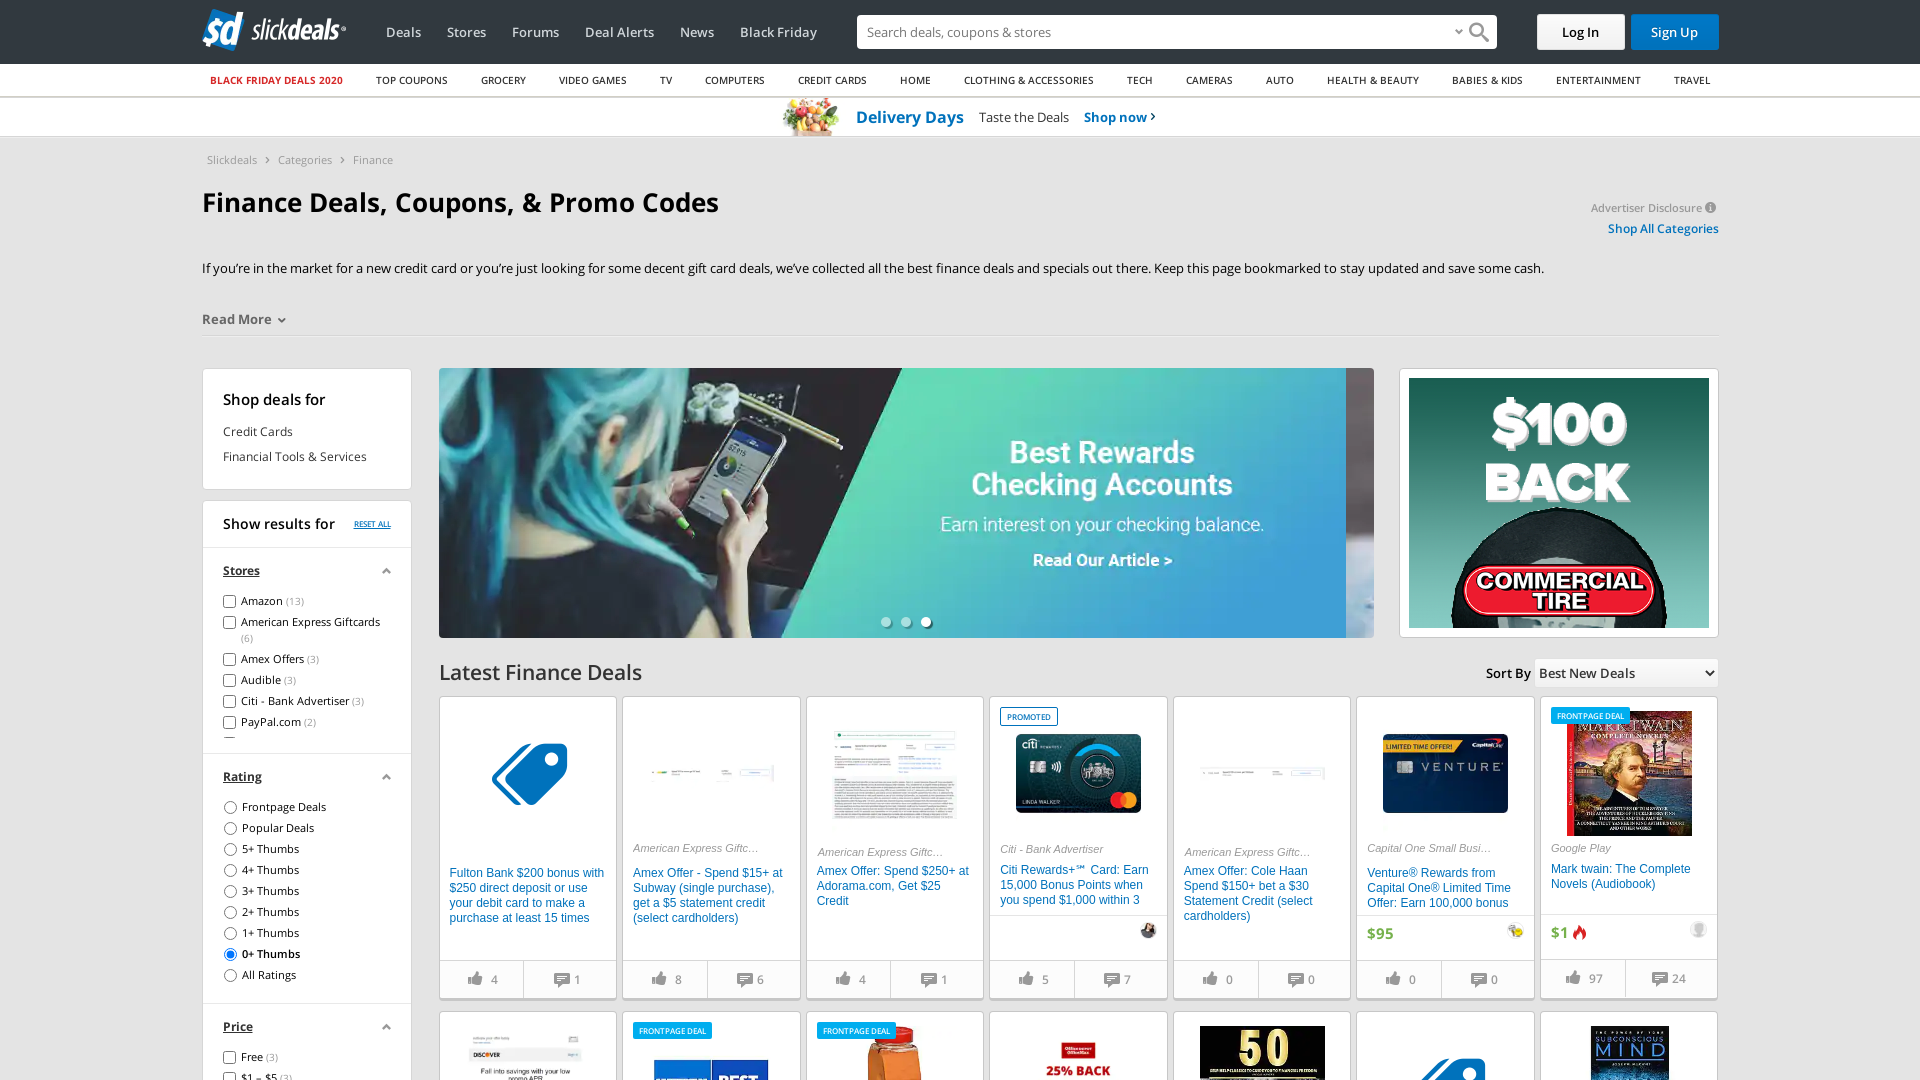 slickdeals
Deals
Stores
Forums
Deal Alerts
News
Black Friday
Search deals, coupons & stores
Log In
Sign Up
BLACK FRIDAY DEALS 2020
TOP COUPONS
GROCERY
VIDEO GAMES
TV
COMPUTERS
CREDIT CARDS
HOME
CLOTHING & ACCESSORIES
TECH
CAMERAS
AUTO
HEALTH & BEAUTY
BABIES & KIDS
ENTERTAINMENT
TRAVEL
Delivery Days Taste the Deals Shop now
Slickdeals > Categories > Finance
Finance Deals, Coupons, & Promo Codes
Advertiser Disclosure
Shop All Categories
If you’re in the market for a new credit card or you’re just looking for some decent gift card deals, we’ve collected all the best finance deals and specials out there. Keep this page bookmarked to stay updated and save some cash.
Read More
Shop deals for
Credit Cards
Financial Tools & Services
Show results for RESET ALL
Stores
Amazon (13)
American Express Giftcards
(6)
Amex Offers (3)
Audible (3)
Citi - Bank Advertiser (3)
PayPal.com (2)
Rating
Frontpage Deals
Popular Deals
5+ Thumbs
4+ Thumbs
3+ Thumbs
2+ Thumbs
1+ Thumbs
0+ Thumbs
All Ratings
Price
Free (3)
$1 – $5 (3)
Best Rewards
Checking Accounts
Earn interest on your checking balance.
Read Our Article >
$100
BACK
COMMERCIAL
TIRE
Latest Finance Deals
Sort By Best New Deals
Fulton Bank $200 bonus with
$250 direct deposit or use
your debit card to make a
purchase at least 15 times
4 1
American Express Giftc…
Amex Offer - Spend $15+ at
Subway (single purchase),
get a $5 statement credit
(select cardholders)
8 6
American Express Giftc…
Amex Offer: Spend $250+ at
Adorama.com, Get $25
Credit
4 1
PROMOTED
citi
LINDA WALKER
Citi - Bank Advertiser
Citi Rewards+℠ Card: Earn
15,000 Bonus Points when
you spend $1,000 within 3
5 7
American Express Giftc…
Amex Offer: Cole Haan
Spend $150+ bet a $30
Statement Credit (select
cardholders)
0 0
LIMITED TIME OFFER!
Capital One
VENTURE
Capital One Small Busi…
Venture® Rewards from
Capital One® Limited Time
Offer: Earn 100,000 bonus
$95
0 0
FRONTPAGE DEAL
MARK TWAIN
COMPLETE NOVELS
Google Play
Mark twain: The Complete
Novels (Audiobook)
$1
97 24
DISCOVER
Fall into savings with your low
FRONTPAGE DEAL
BEST
FRONTPAGE DEAL
25% BACK
50
THE POWER OF YOUR
SUBCONSCIOUS
MIND